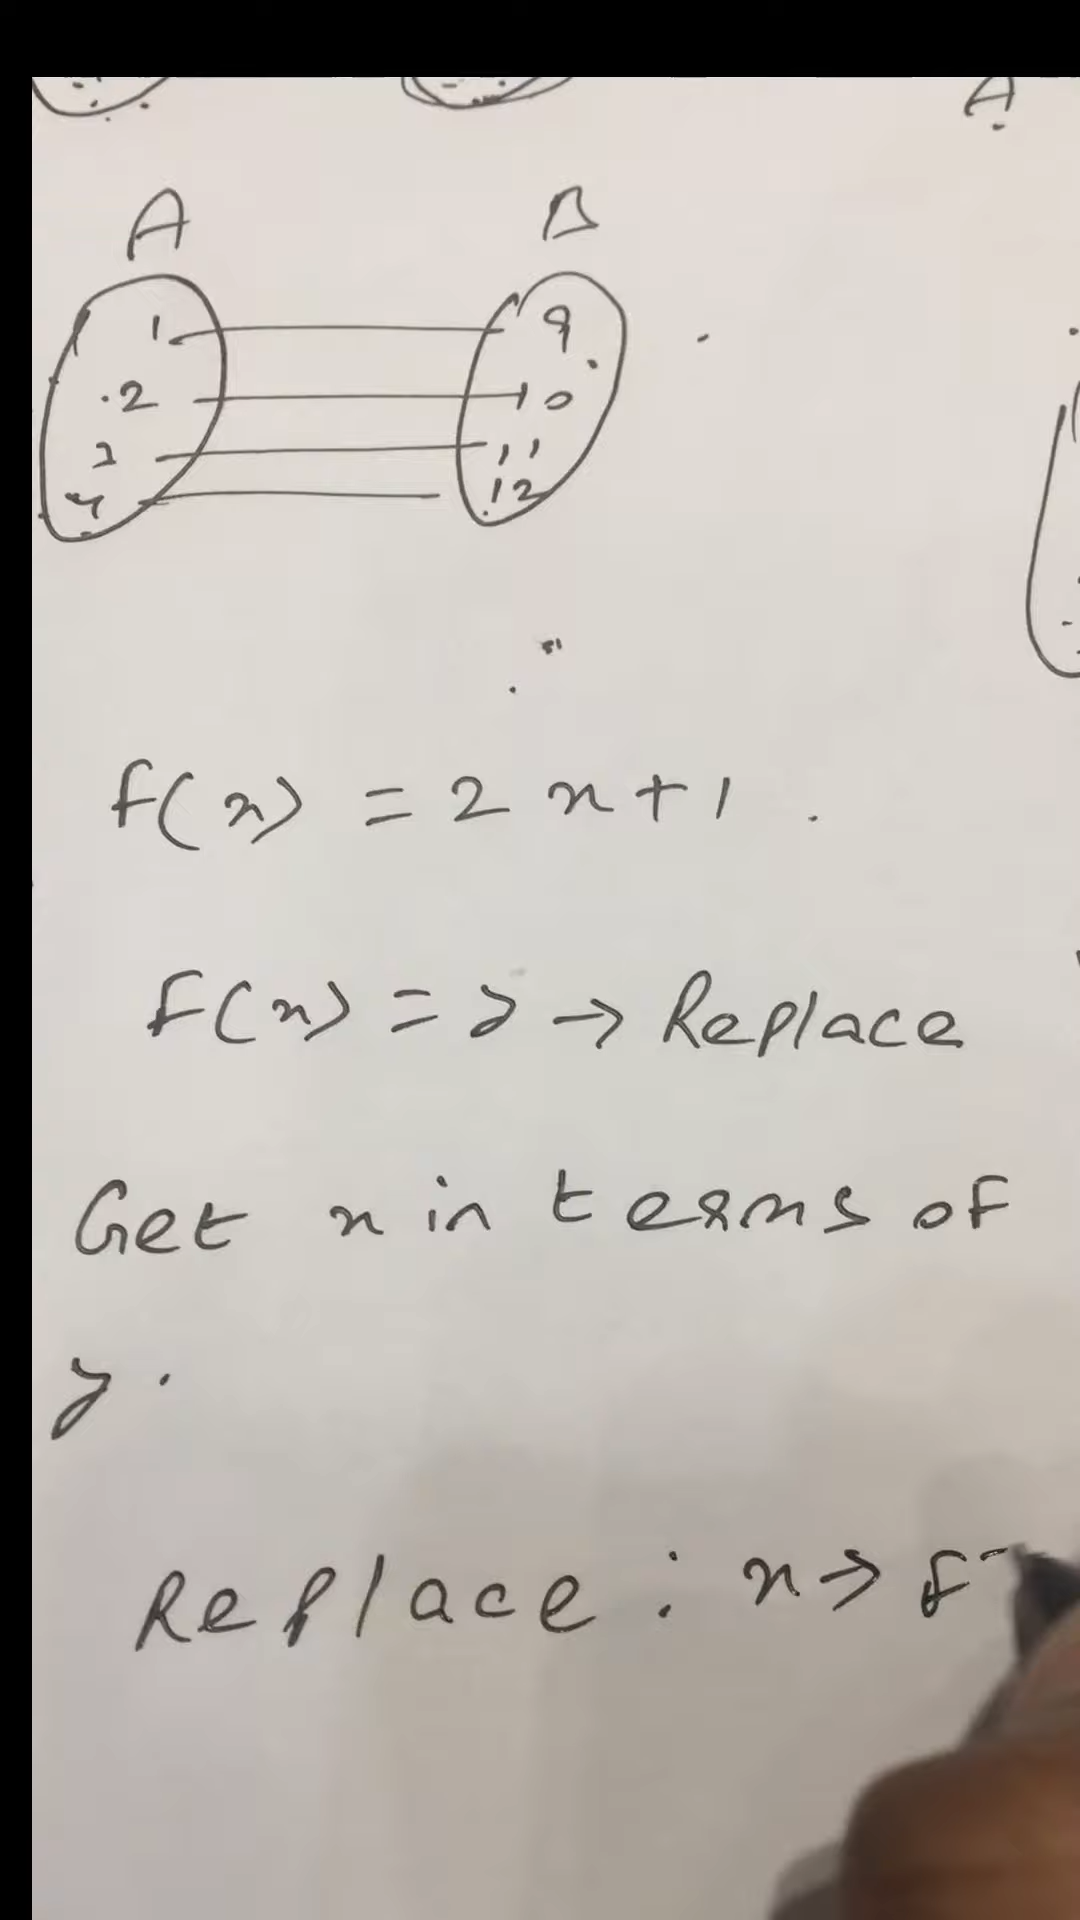 A
A B
1 9
2 10
3 11
4 12
f(x) = 2x+1.
f(x) = y → Replace
Get x in terms of
y.
Replace : x → f⁻